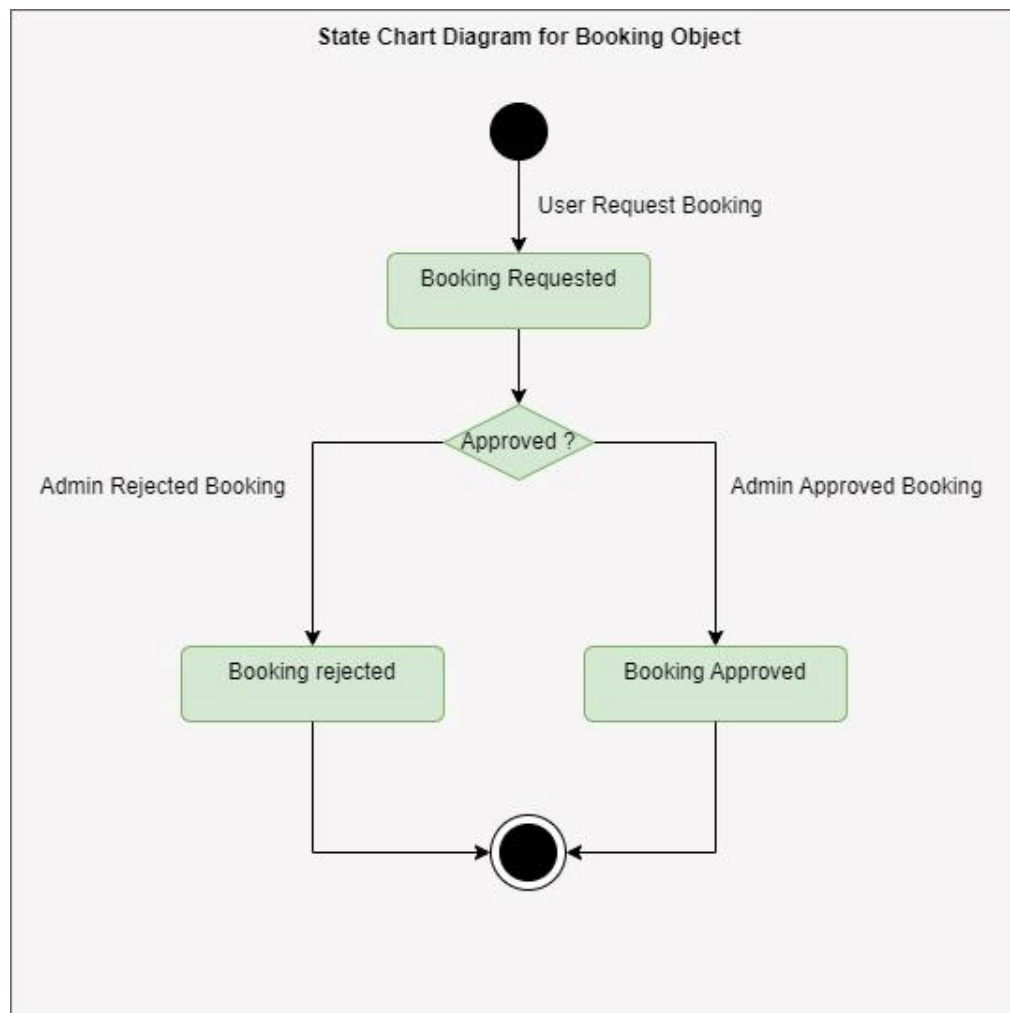 State Chart Diagram for Booking Object
User Request Booking
Booking Requested
Approved ?
Admin Rejected Booking
Admin Approved Booking
Booking rejected
Booking Approved